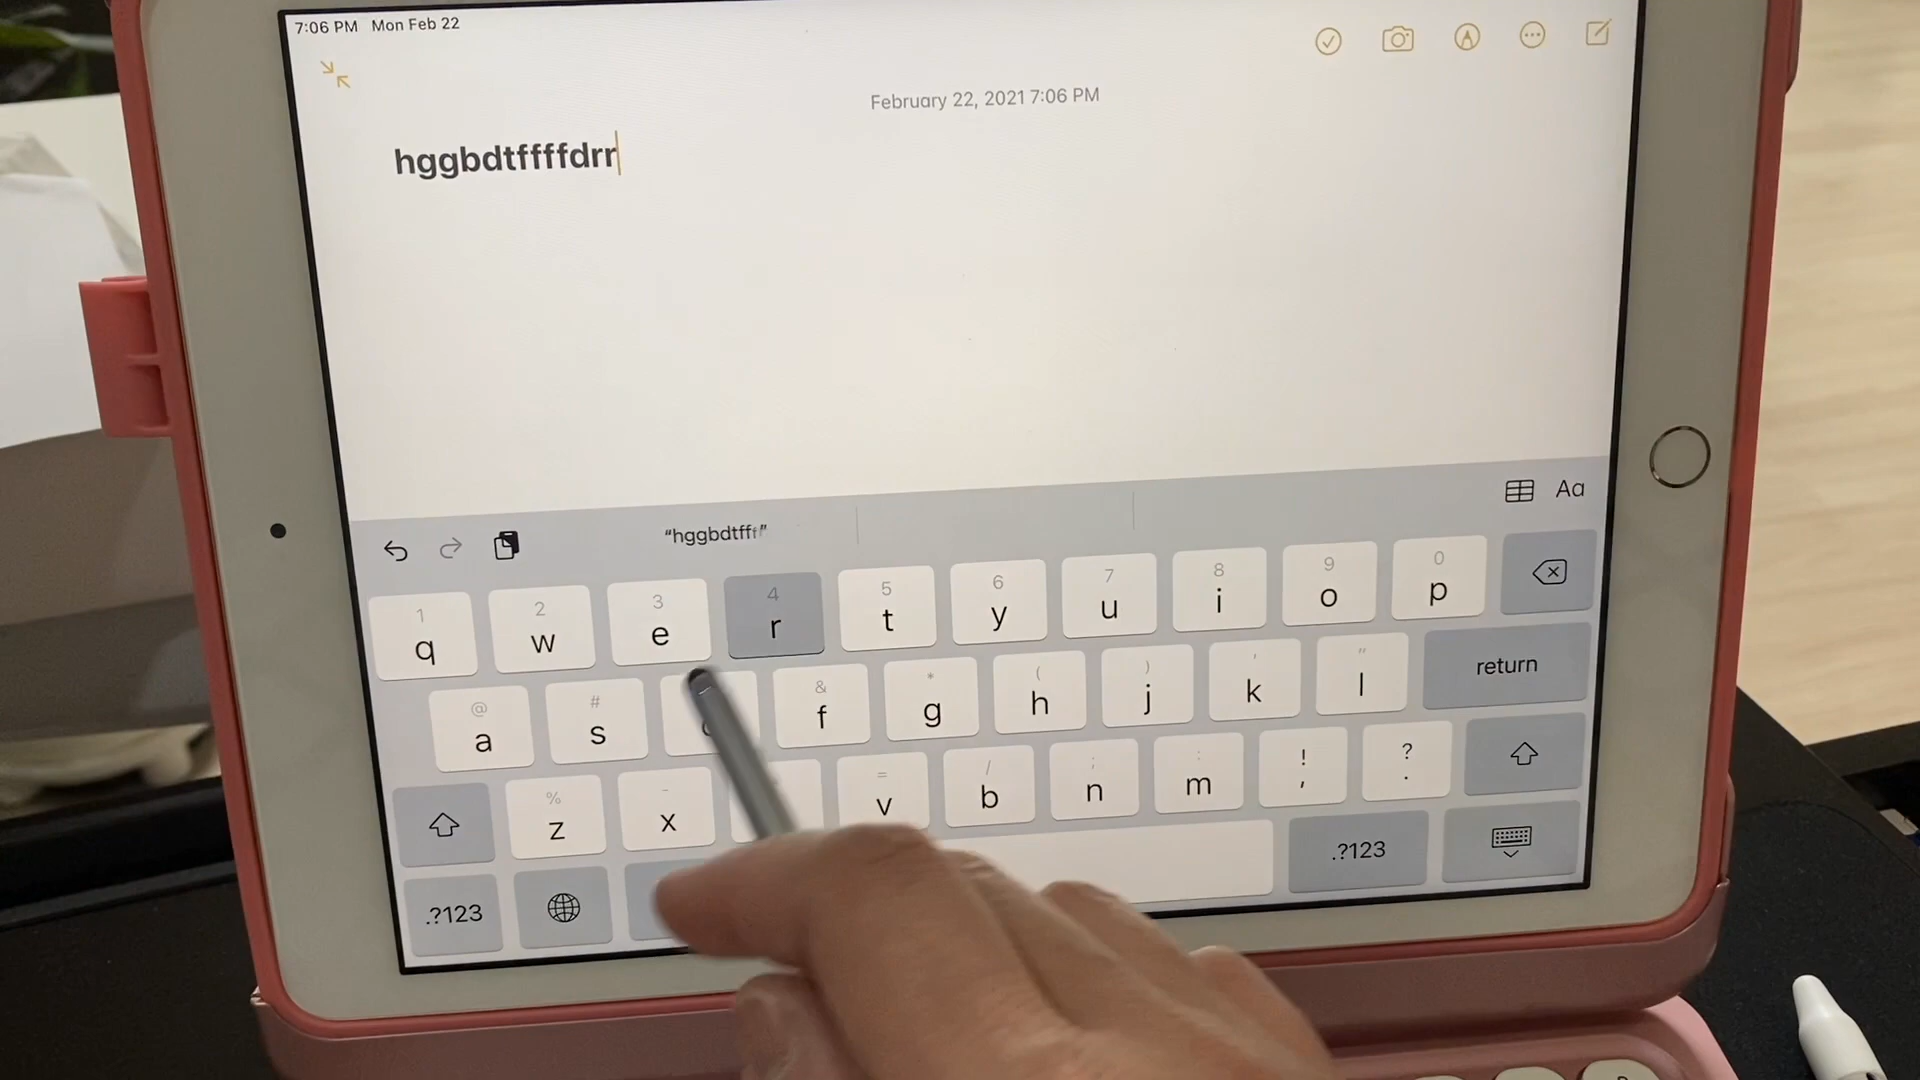 7:06 PM Mon Feb 22
February 22, 2021 7:06 PM
hggbdtffffdrr
"hggbdtffff"
Aa
1 2 3 4 5 6 7 8 9 0
q w e r t y u i o p
@ # & * ( ) ' "
a s f g h j k l return
% - = / ; : ! ?
z x v b n m , .
.?123 .?123